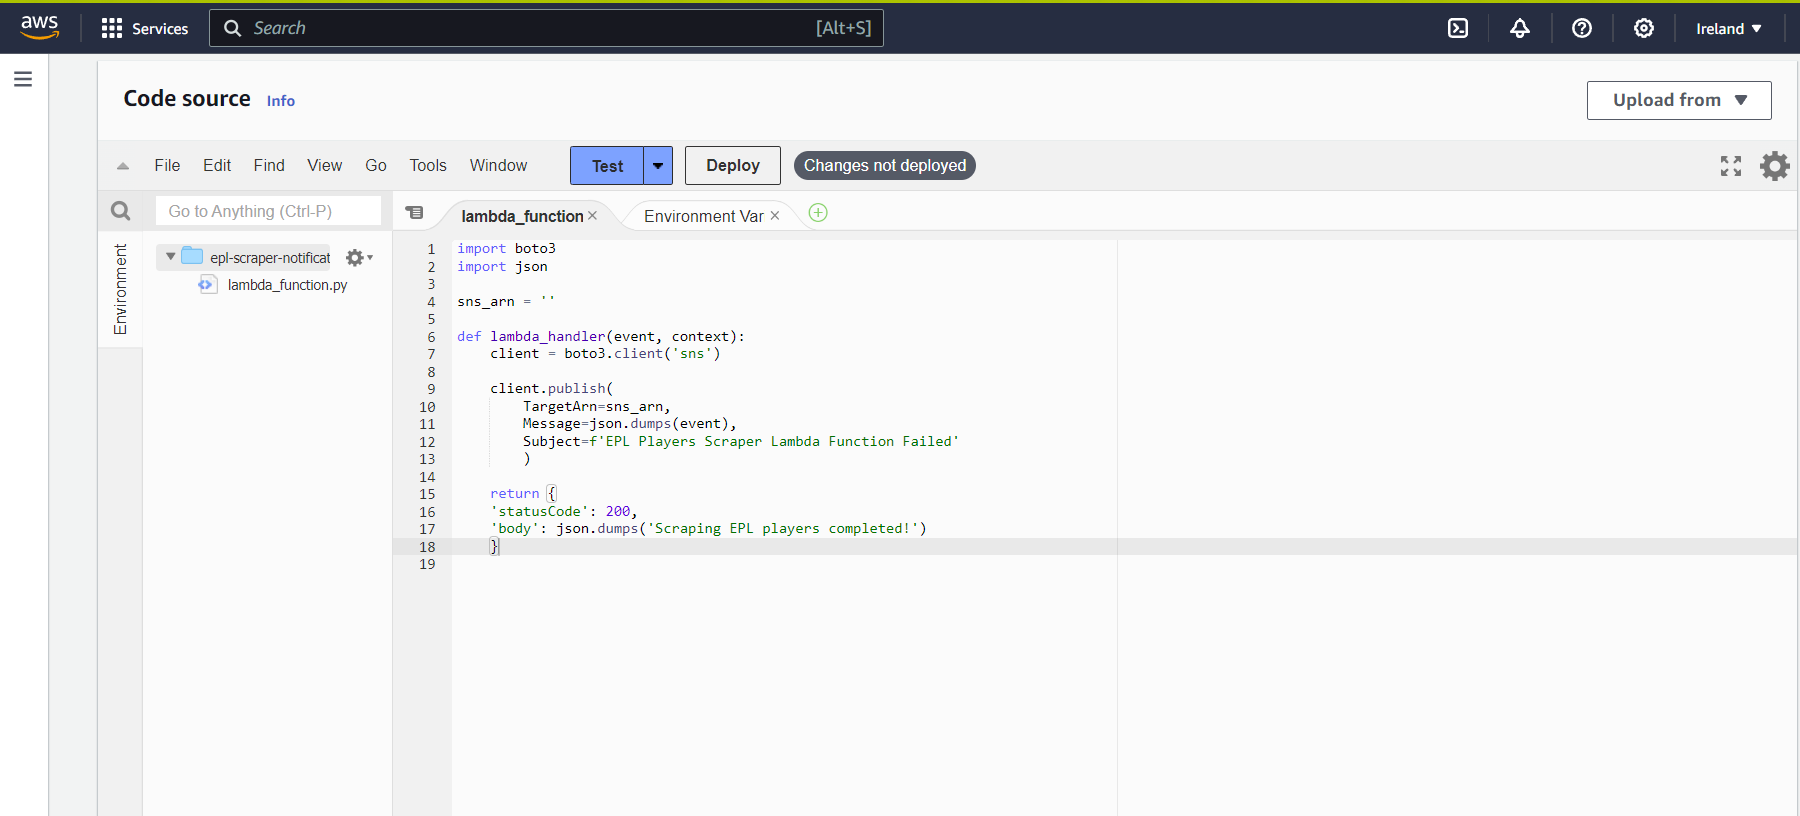 aws
Services
Search
[Alt+S]
Ireland
Code source
Info
Upload from
File Edit Find View Go Tools Window
Test
Deploy
Changes not deployed
Go to Anything (Ctrl-P)
lambda_function
Environment Var
Environment
epl-scraper-notificat
lambda_function.py
1 import boto3
2 import json
3
4 sns_arn = ''
5
6 def lambda_handler(event, context):
7 client = boto3.client('sns')
8
9 client.publish(
10 TargetArn=sns_arn,
11 Message=json.dumps(event),
12 Subject=f'EPL Players Scraper Lambda Function Failed'
13 )
14
15 return {
16 'statusCode': 200,
17 'body': json.dumps('Scraping EPL players completed!')
18 }
19